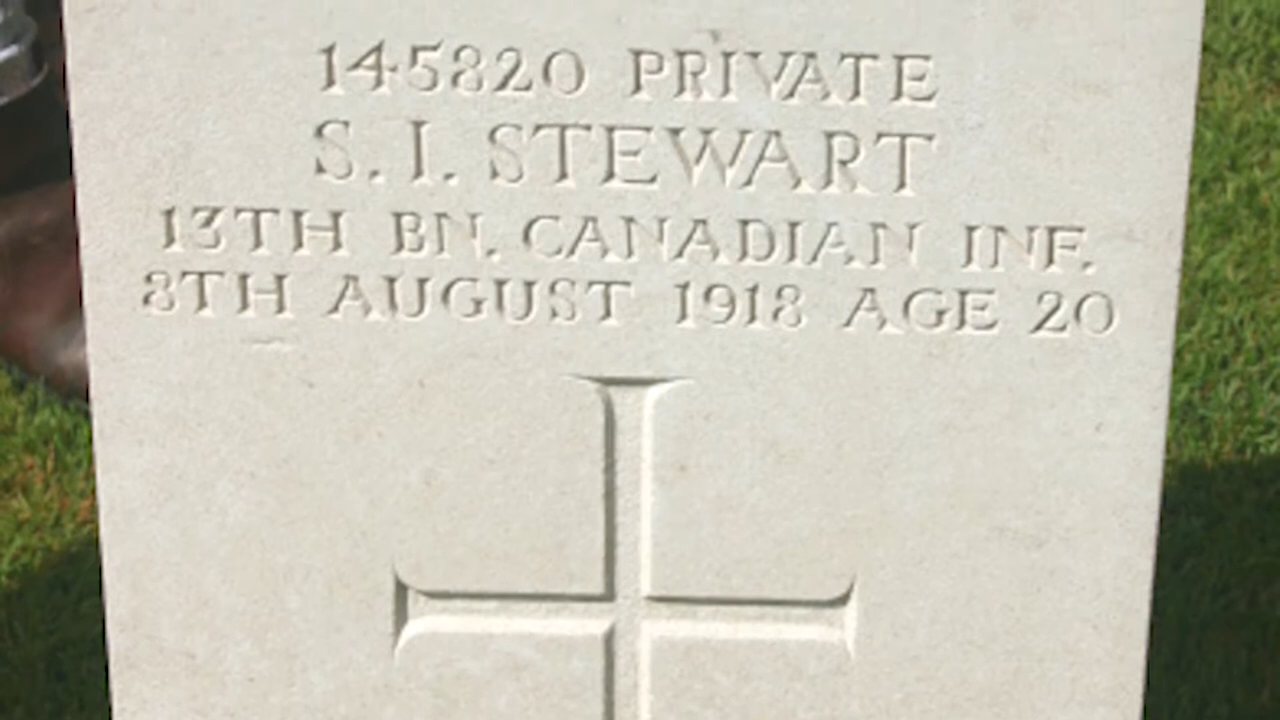 145820 PRIVATE
S. I. STEWART
13TH BN. CANADIAN INF.
8TH AUGUST 1918 AGE 20